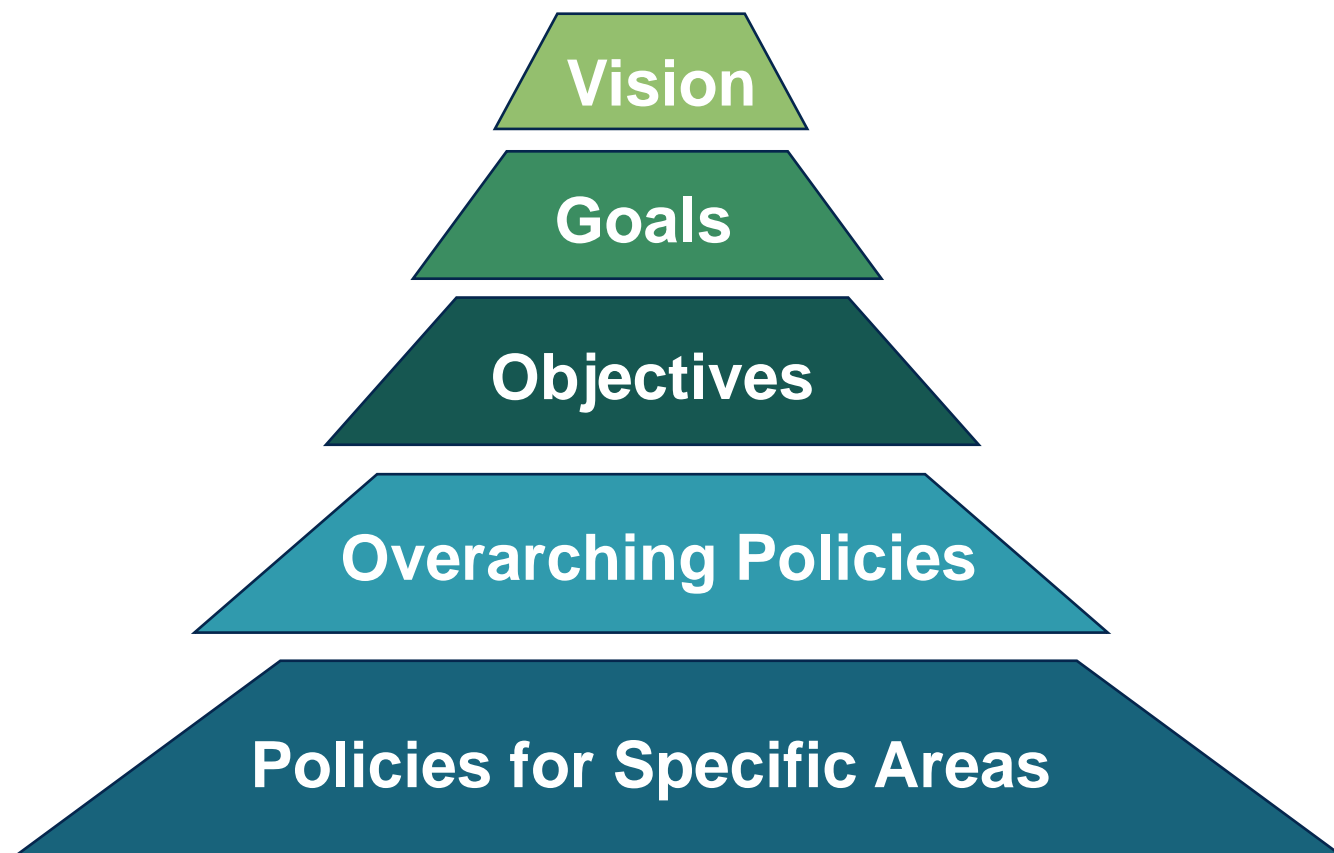 Vision
Goals
Objectives
Overarching Policies
Policies for Specific Areas